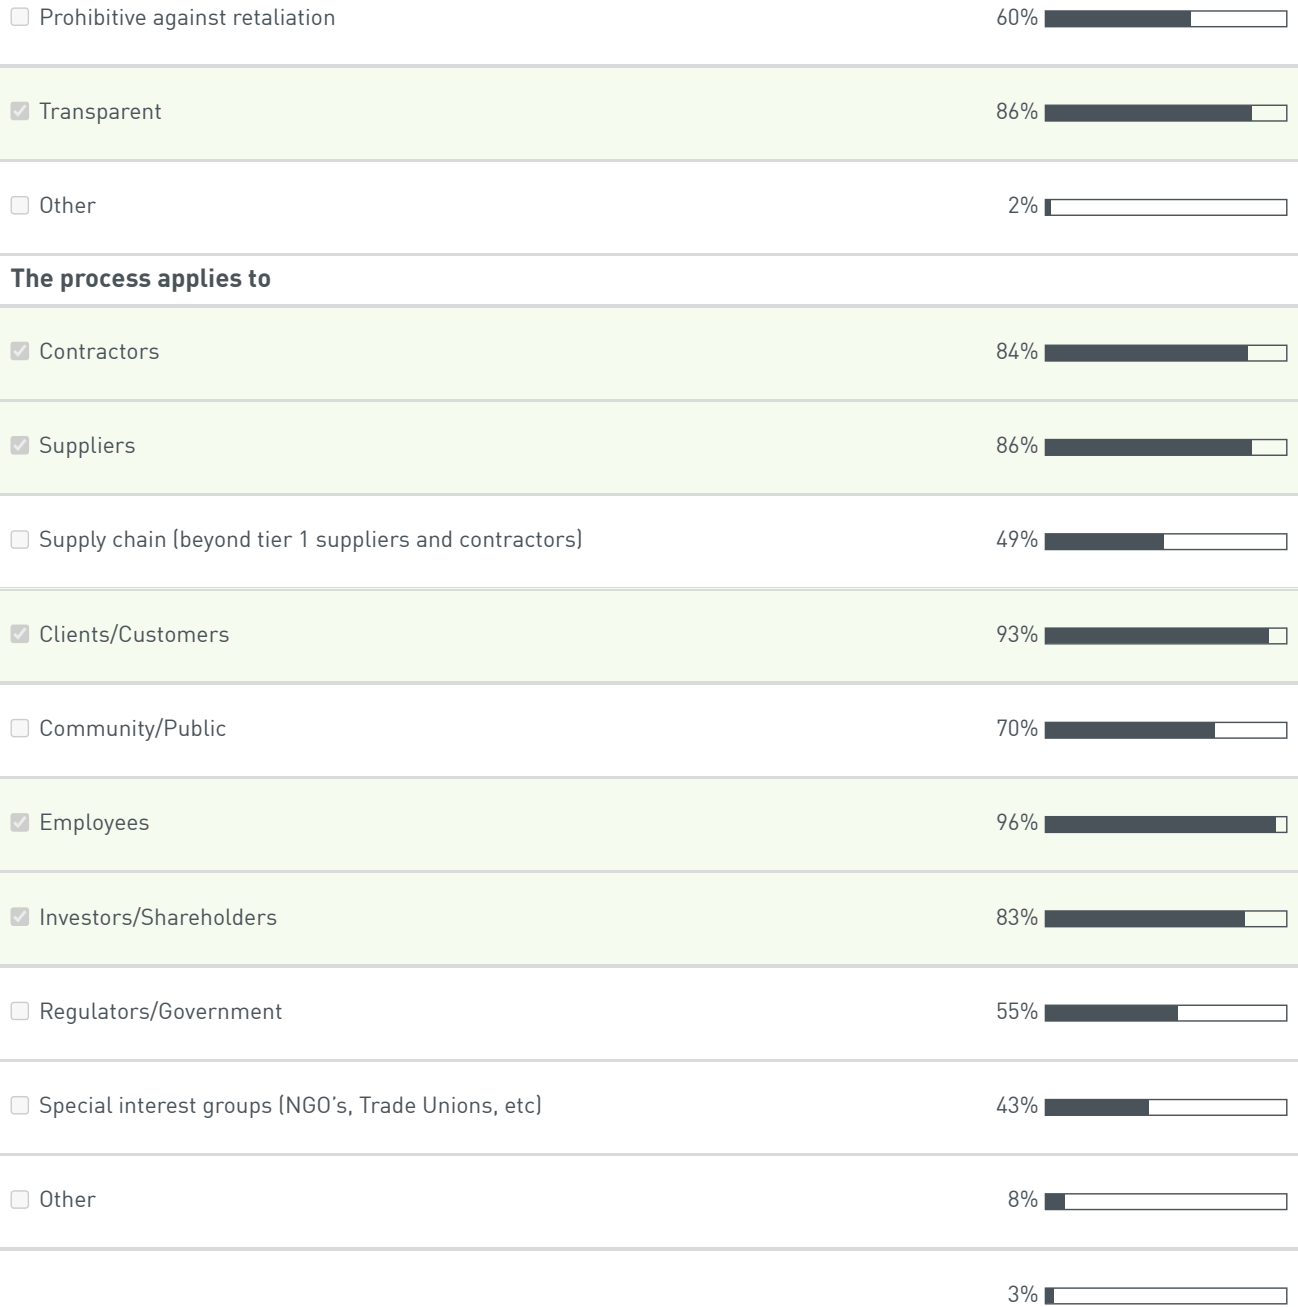 Prohibitive against retaliation 60%
Transparent 86%
Other 2%
The process applies to
Contractors 84%
Suppliers 86%
Supply chain (beyond tier 1 suppliers and contractors) 49%
Clients/Customers 93%
Community/Public 70%
Employees 96%
Investors/Shareholders 83%
Regulators/Government 55%
Special interest groups (NGO's, Trade Unions, etc) 43%
Other 8%
3%